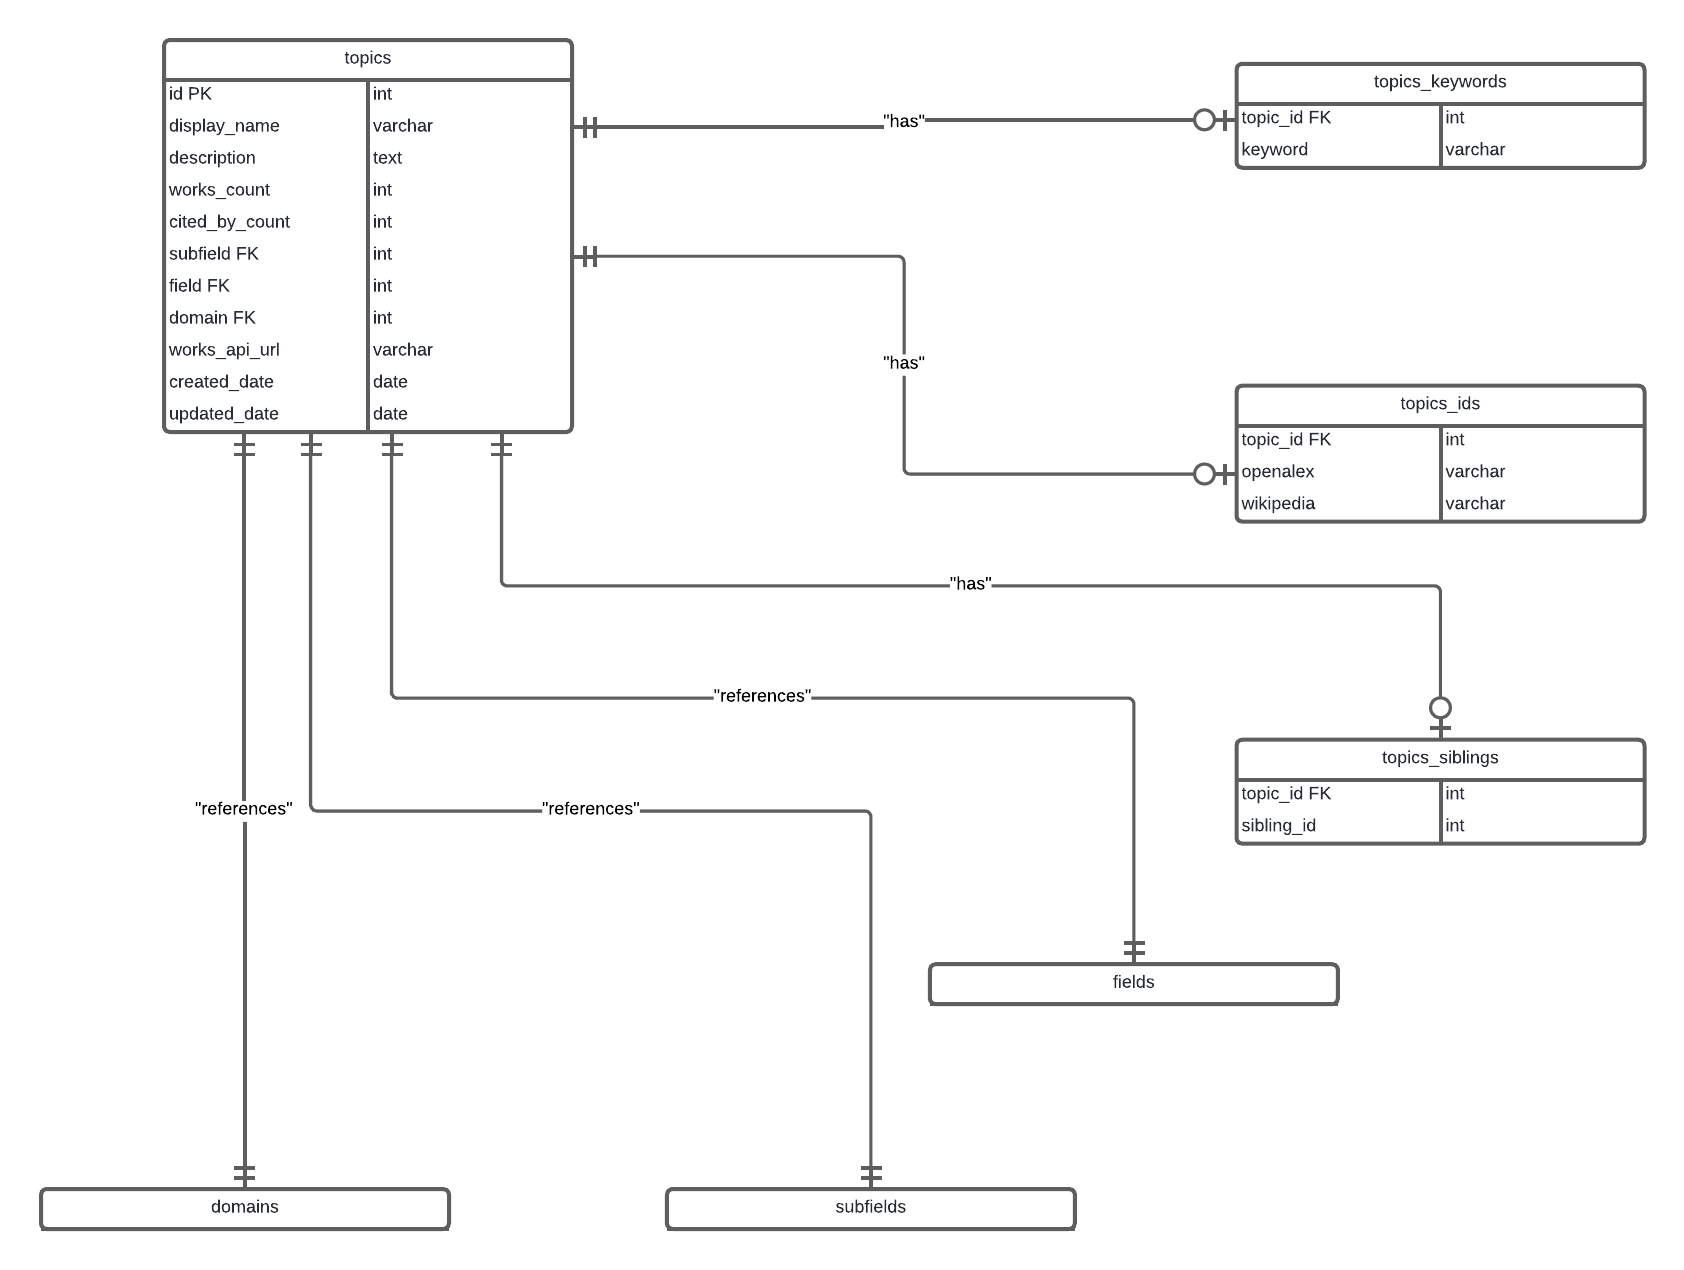 topics
id PK int
display_name varchar
description text
works_count int
cited_by_count int
subfield FK int
field FK int
domain FK int
works_api_url varchar
created_date date
updated_date date
"has"
topics_keywords
topic_id FK int
keyword varchar
"has"
topics_ids
topic_id FK int
openalex varchar
wikipedia varchar
"has"
topics_siblings
topic_id FK int
sibling_id int
"references"
"references"
"references"
fields
domains
subfields